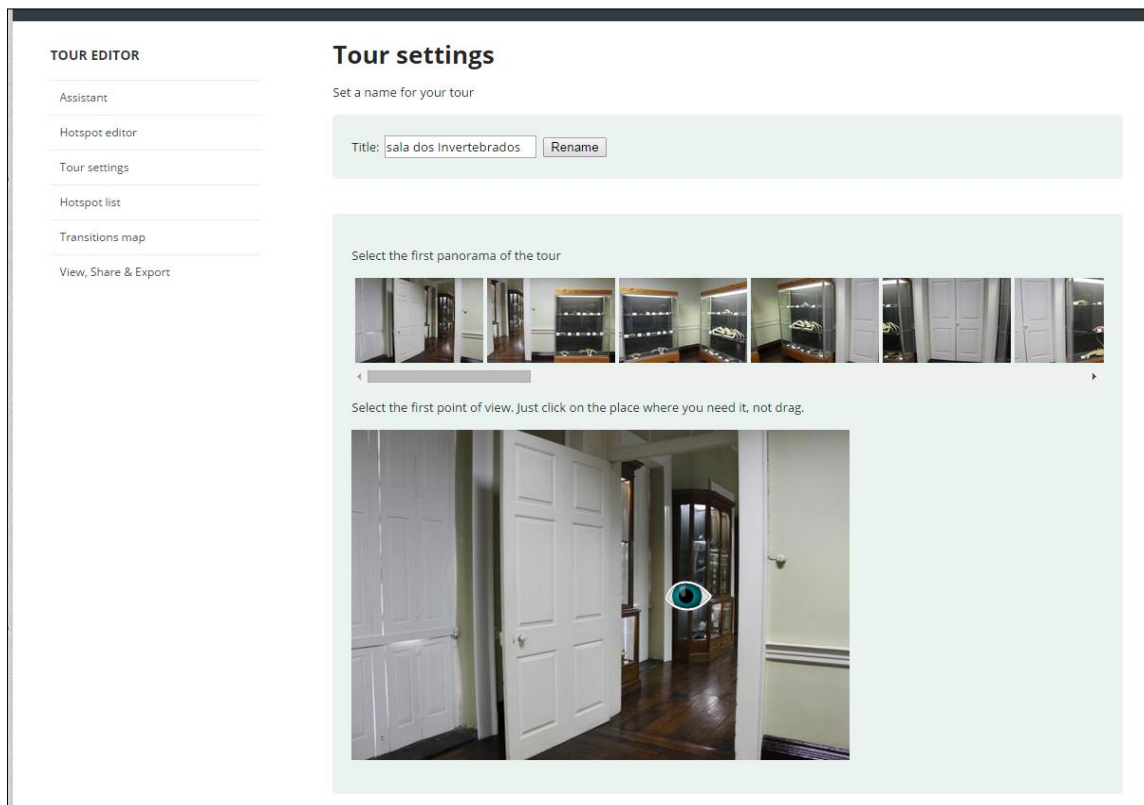 TOUR EDITOR
Assistant
Hotspot editor
Tour settings
Hotspot list
Transitions map
View, Share & Export
Tour settings
Set a name for your tour
Title: sala dos Invertebrados Rename
Select the first panorama of the tour
Select the first point of view. Just click on the place where you need it, not drag.